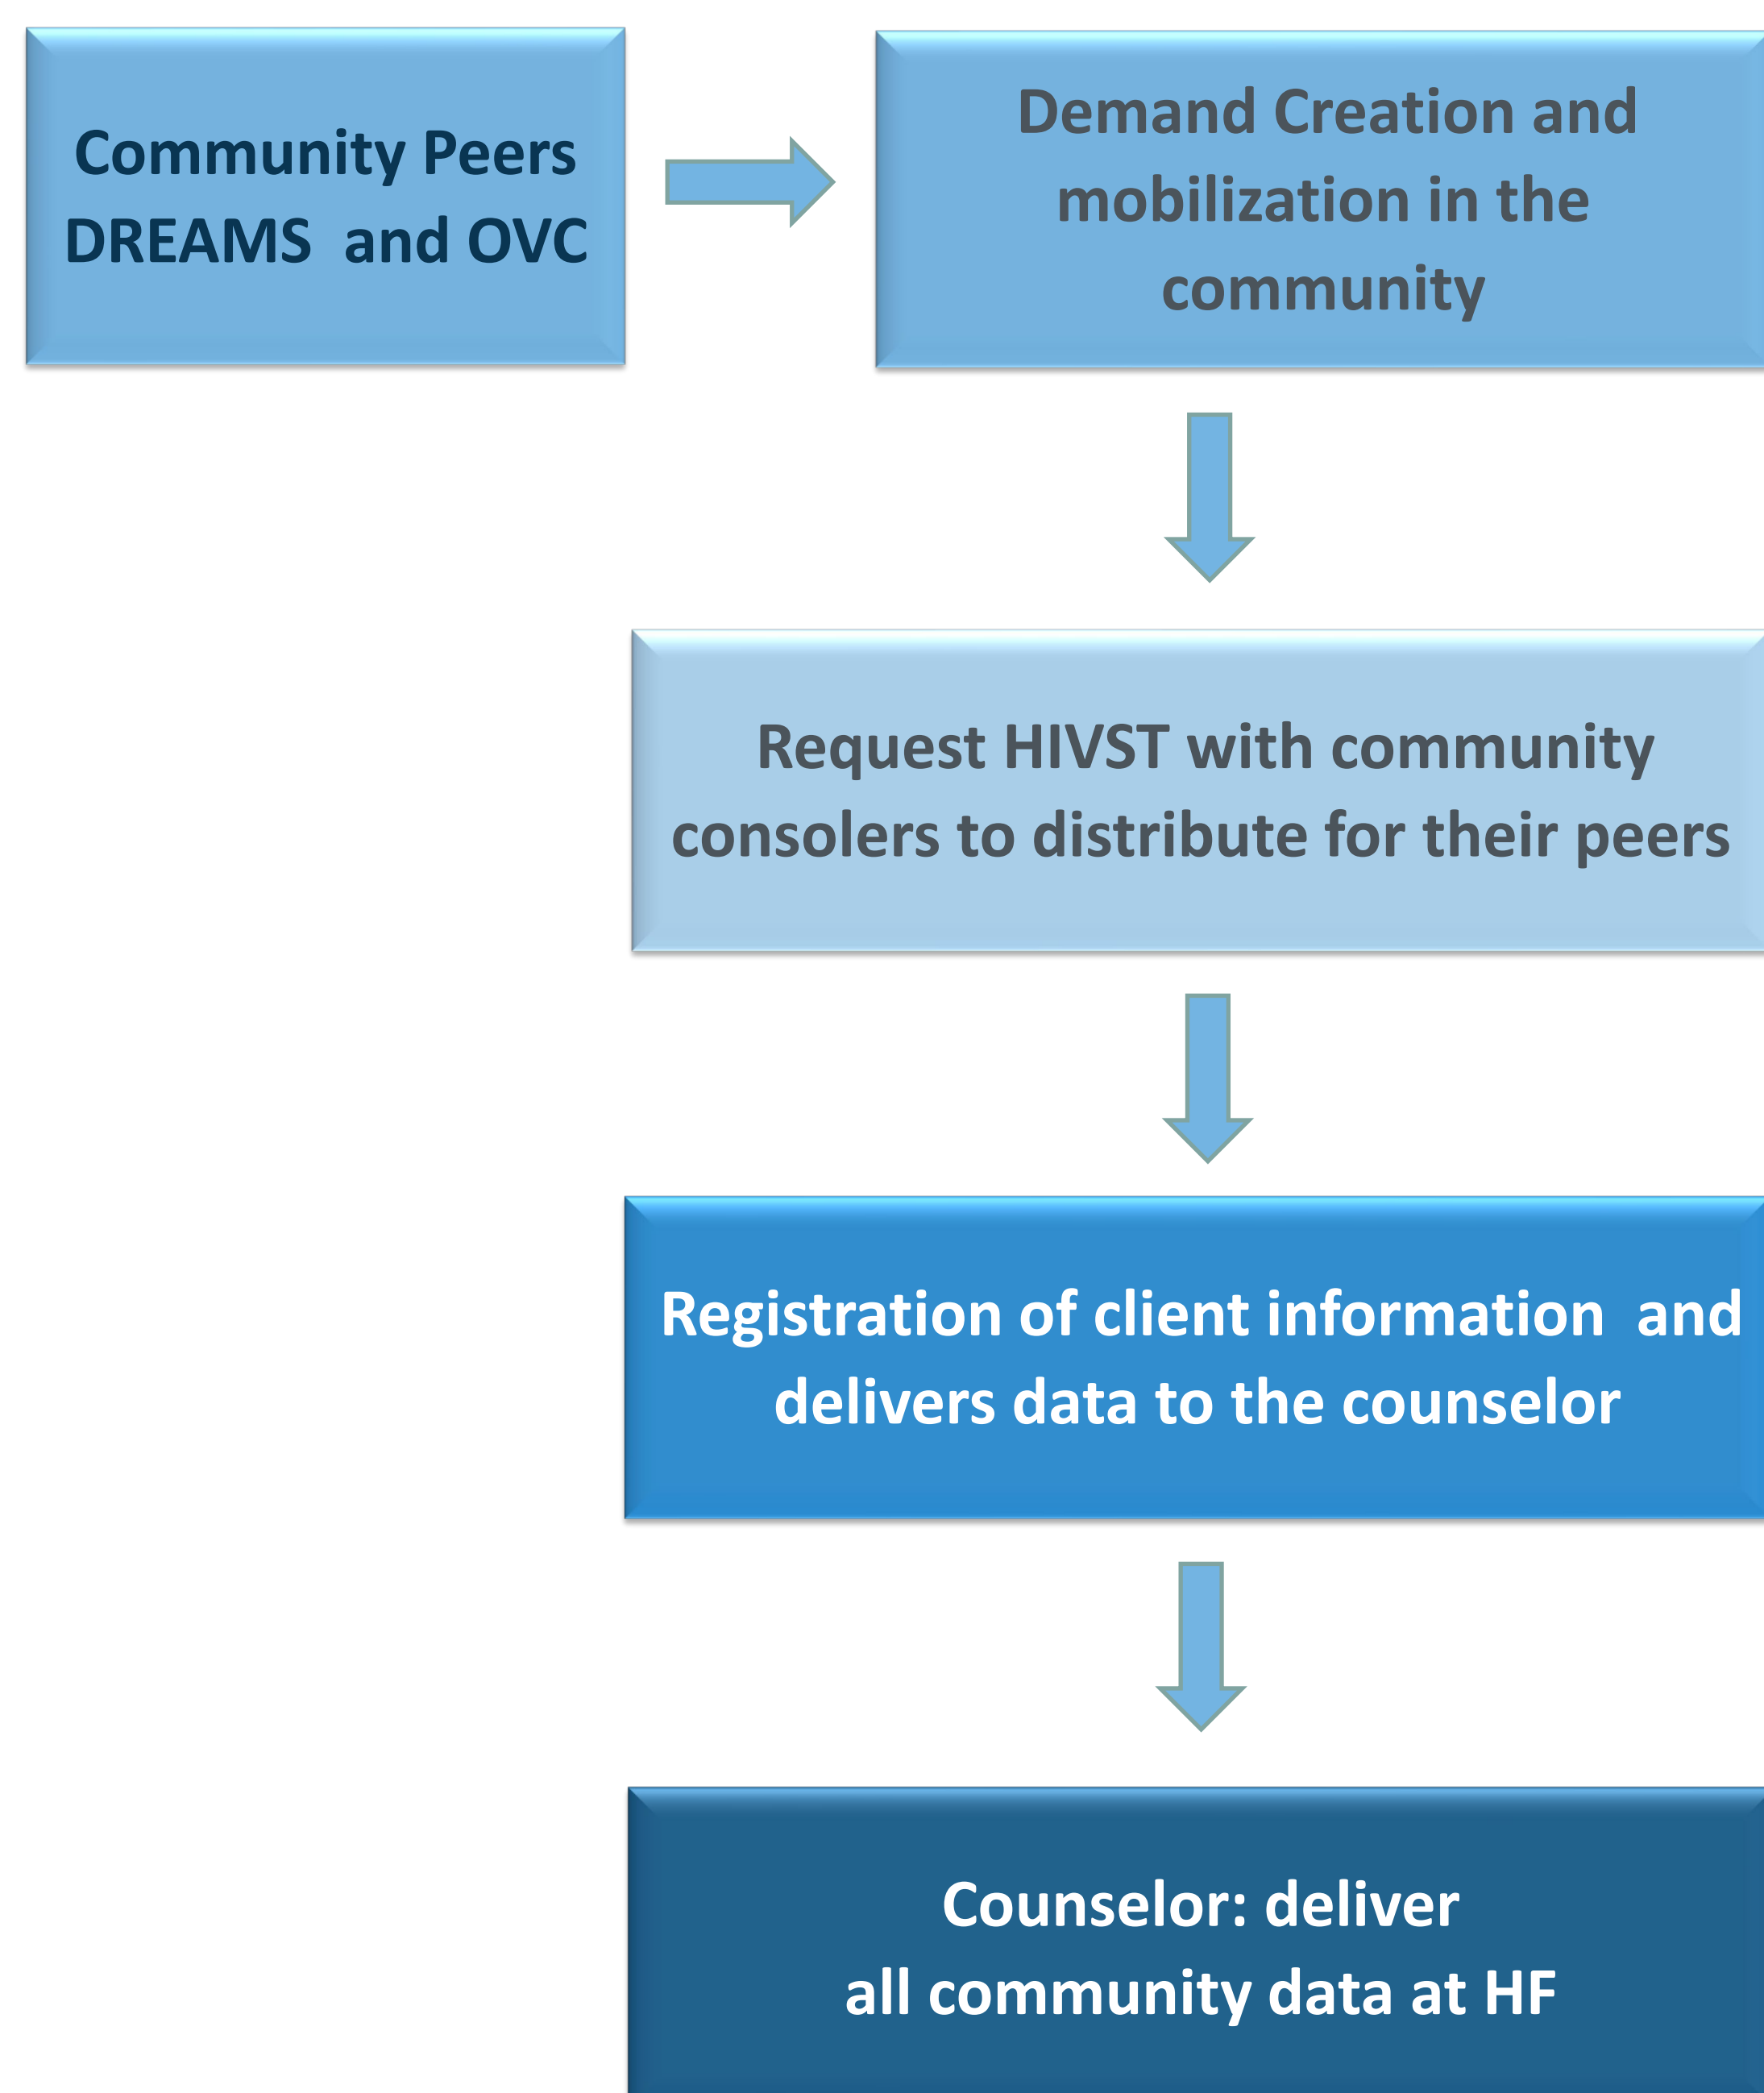 Community Peers
DREAMS and OVC
Demand Creation and
mobilization in the
community
Request HIVST with community
consolers to distribute for their peers
Registration of client information and
delivers data to the counselor
Counselor: deliver
all community data at HF